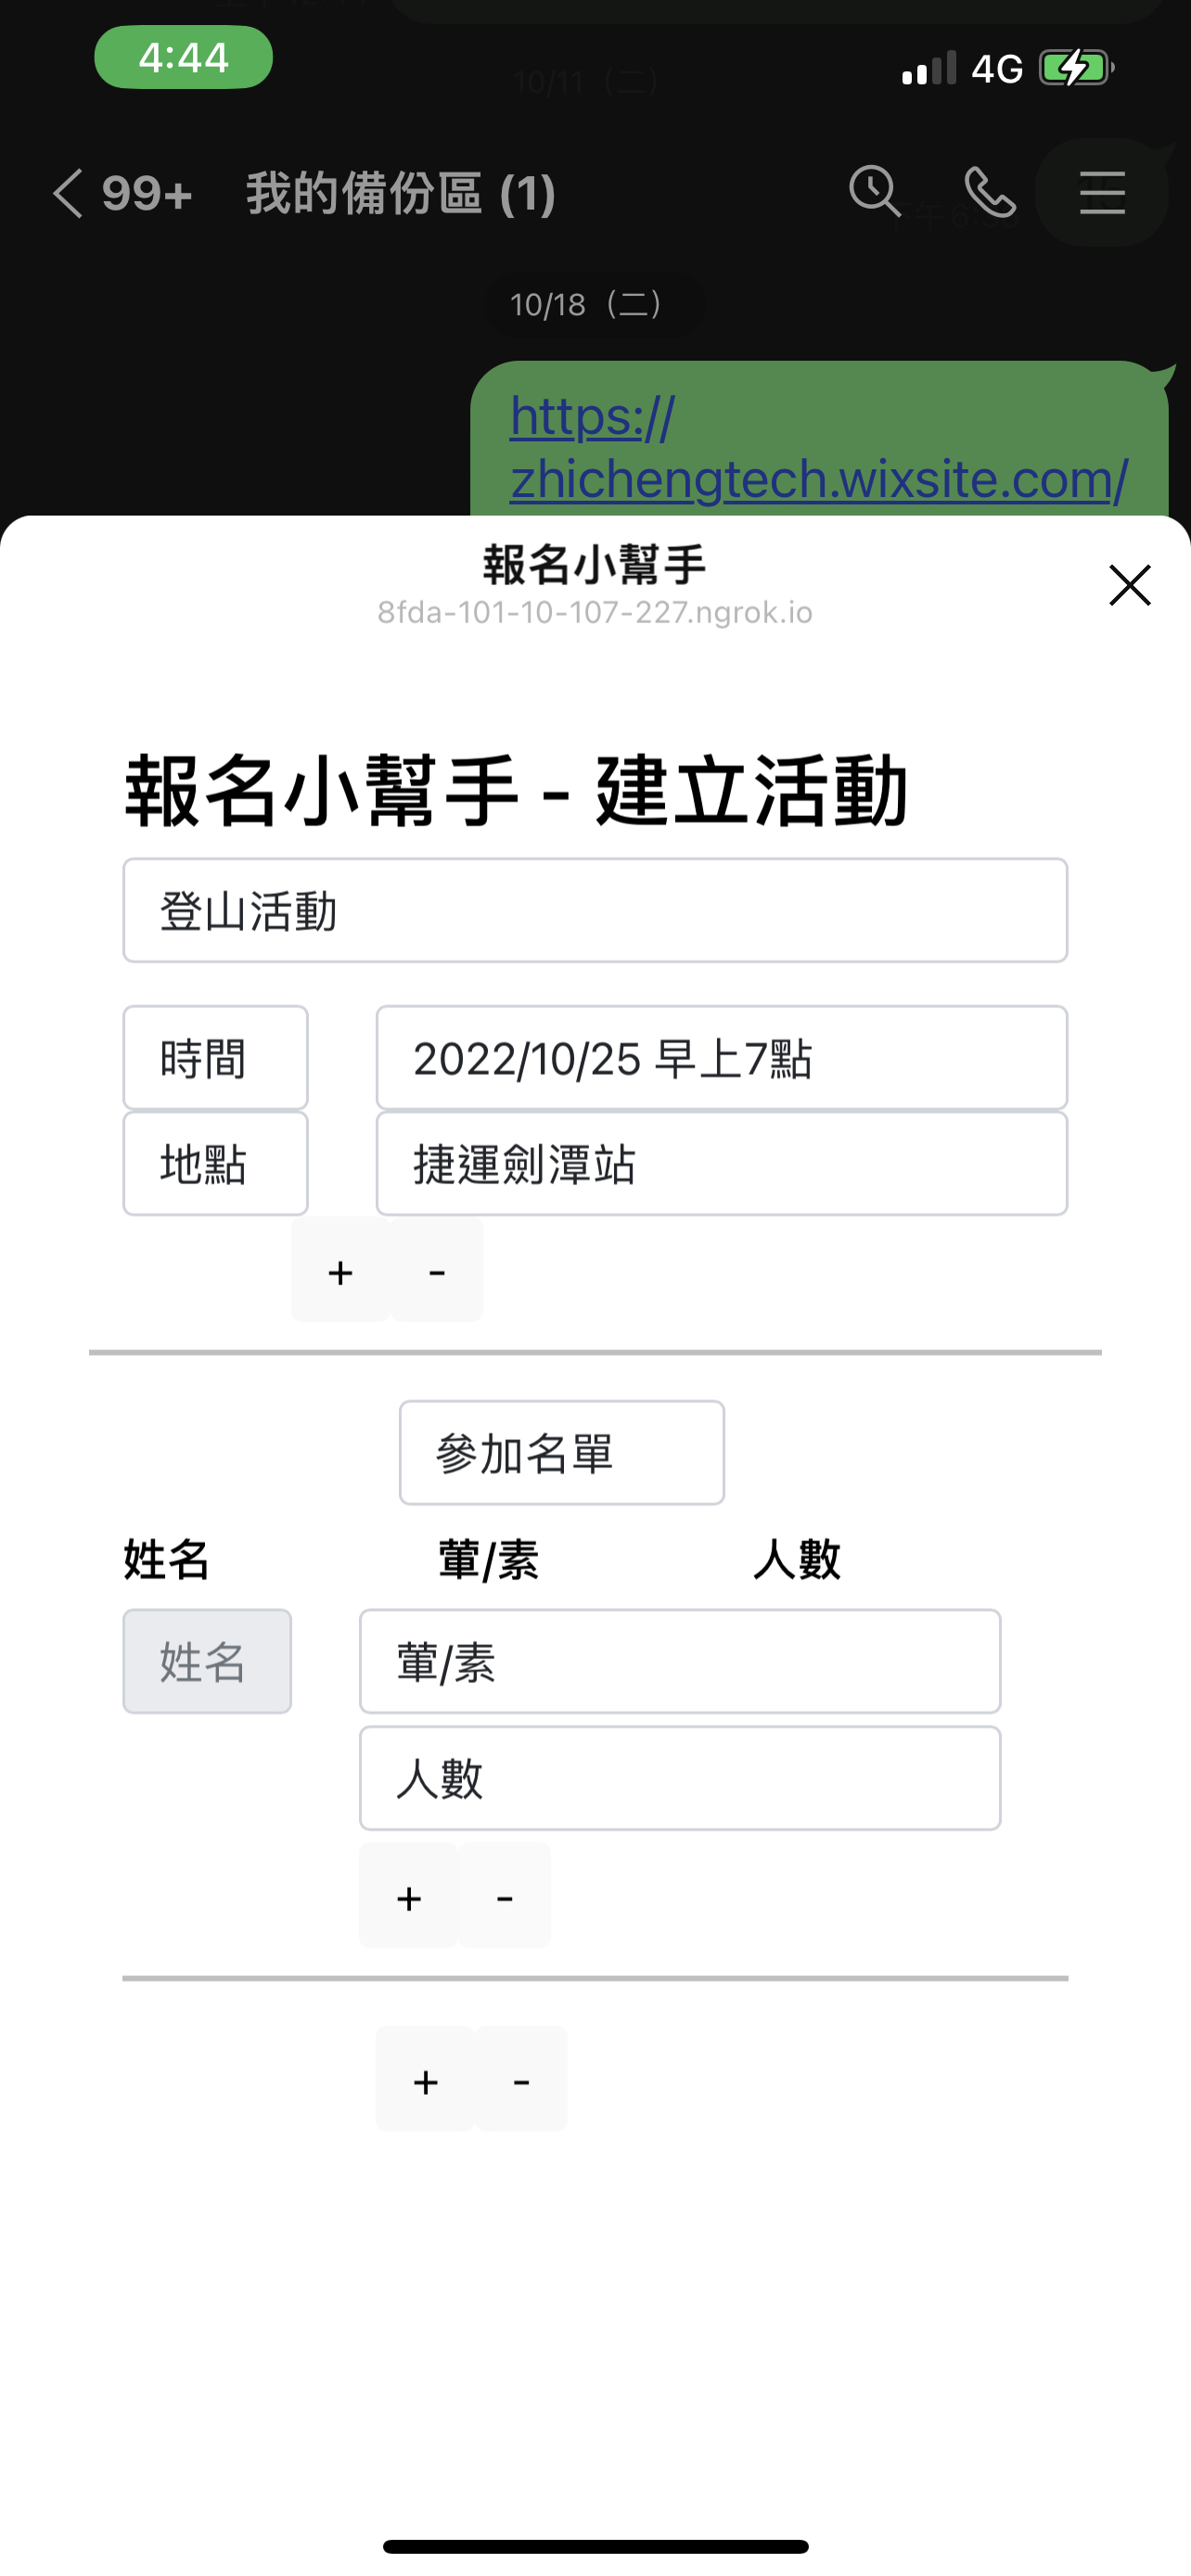 4:44
4G
99+ 我的備份區 (1)
10/18（二）
https://
zhichengtech.wixsite.com/
報名小幫手
8fda-101-10-107-227.ngrok.io
報名小幫手 - 建立活動
登山活動
時間 2022/10/25 早上7點
地點 捷運劍潭站
+ -
參加名單
姓名 葷/素 人數
姓名 葷/素
人數
+ -
+ -